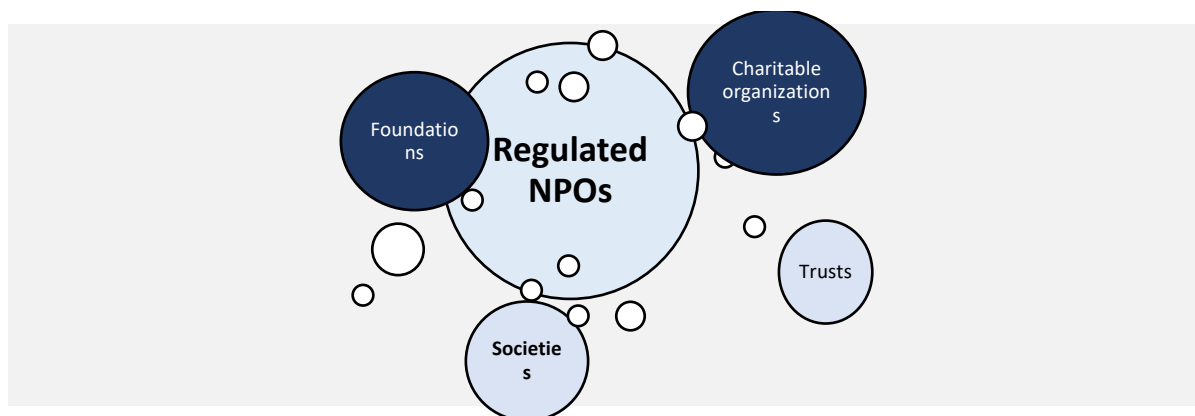 Charitable
organization
s
Foundatio
ns
Regulated
NPOs
Trusts
Societie
s